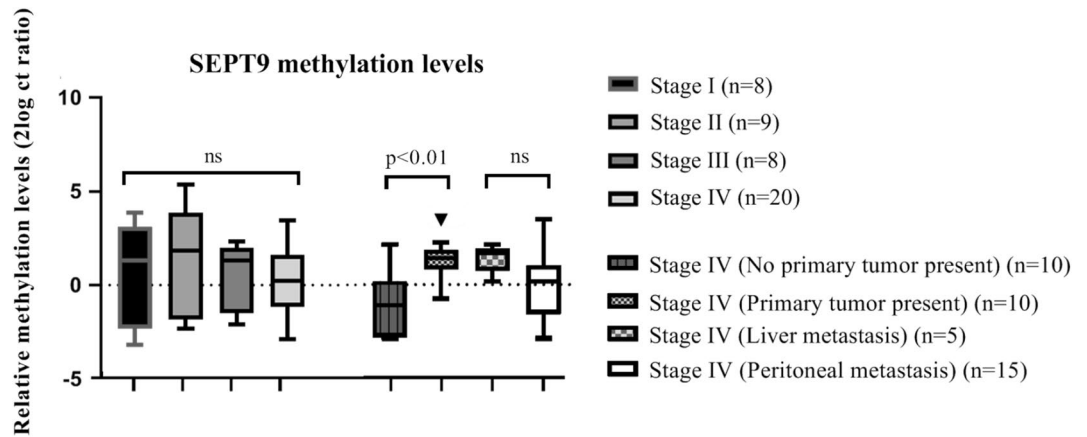 SEPT9 methylation levels
Relative methylation levels (2log ct ratio)
10
5
0
-5
ns
p<0.01
ns
Stage I (n=8)
Stage II (n=9)
Stage III (n=8)
Stage IV (n=20)
Stage IV (No primary tumor present) (n=10)
Stage IV (Primary tumor present) (n=10)
Stage IV (Liver metastasis) (n=5)
Stage IV (Peritoneal metastasis) (n=15)